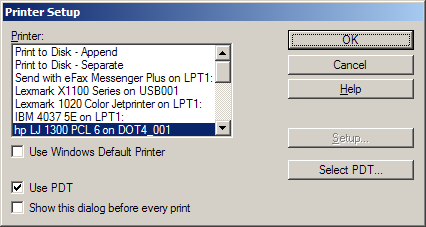 Printer Setup
Printer:
Print to Disk - Append
Print to Disk - Separate
Send with eFax Messenger Plus on LPT1:
Lexmark X1100 Series on USB001
Lexmark 1020 Color Jetprinter on LPT1:
IBM 4037 5E on LPT1:
hp LJ 1300 PCL 6 on DOT4_001
Use Windows Default Printer
Use PDT
Show this dialog before every print
OK
Cancel
Help
Setup...
Select PDT...